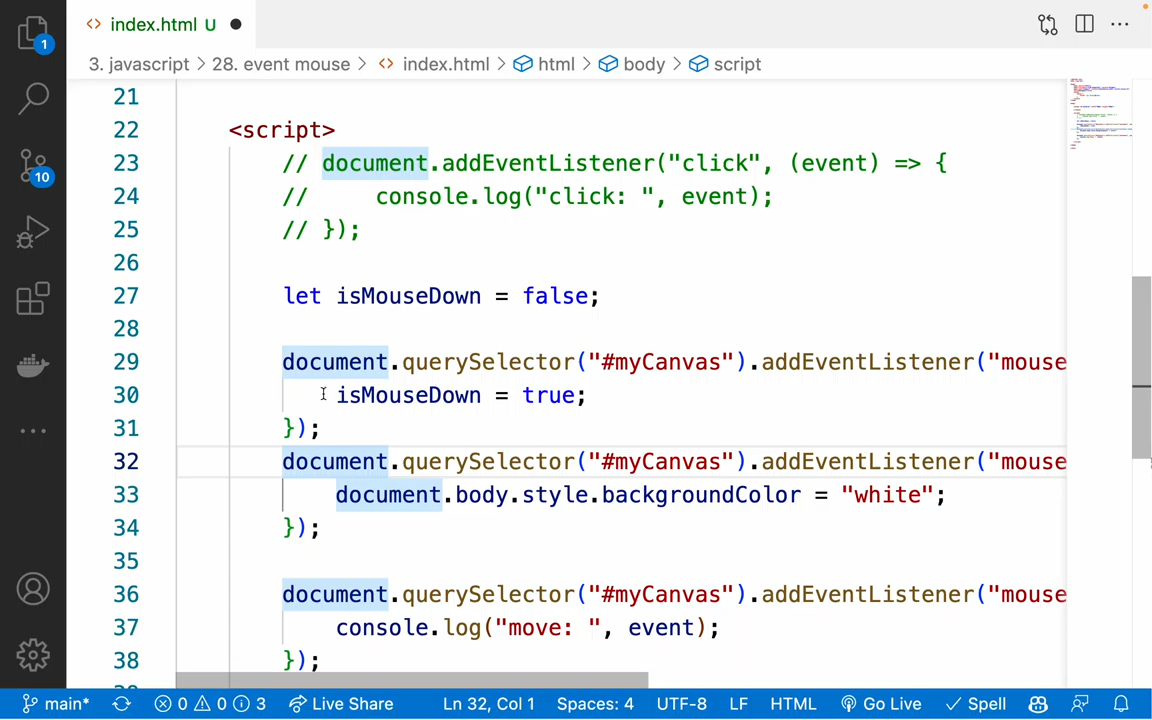 index.html U
1
3. javascript > 28. event mouse > index.html > html > body > script
21
22 <script>
23 // document.addEventListener("click", (event) => {
24 //     console.log("click: ", event);
25 // });
26
27 let isMouseDown = false;
28
29 document.querySelector("#myCanvas").addEventListener("mouse
30 isMouseDown = true;
31 });
32 document.querySelector("#myCanvas").addEventListener("mouse
33 document.body.style.backgroundColor = "white";
34 });
35
36 document.querySelector("#myCanvas").addEventListener("mouse
37 console.log("move: ", event);
38 });
10
main* 0 0 3 Live Share Ln 32, Col 1 Spaces: 4 UTF-8 LF HTML Go Live Spell